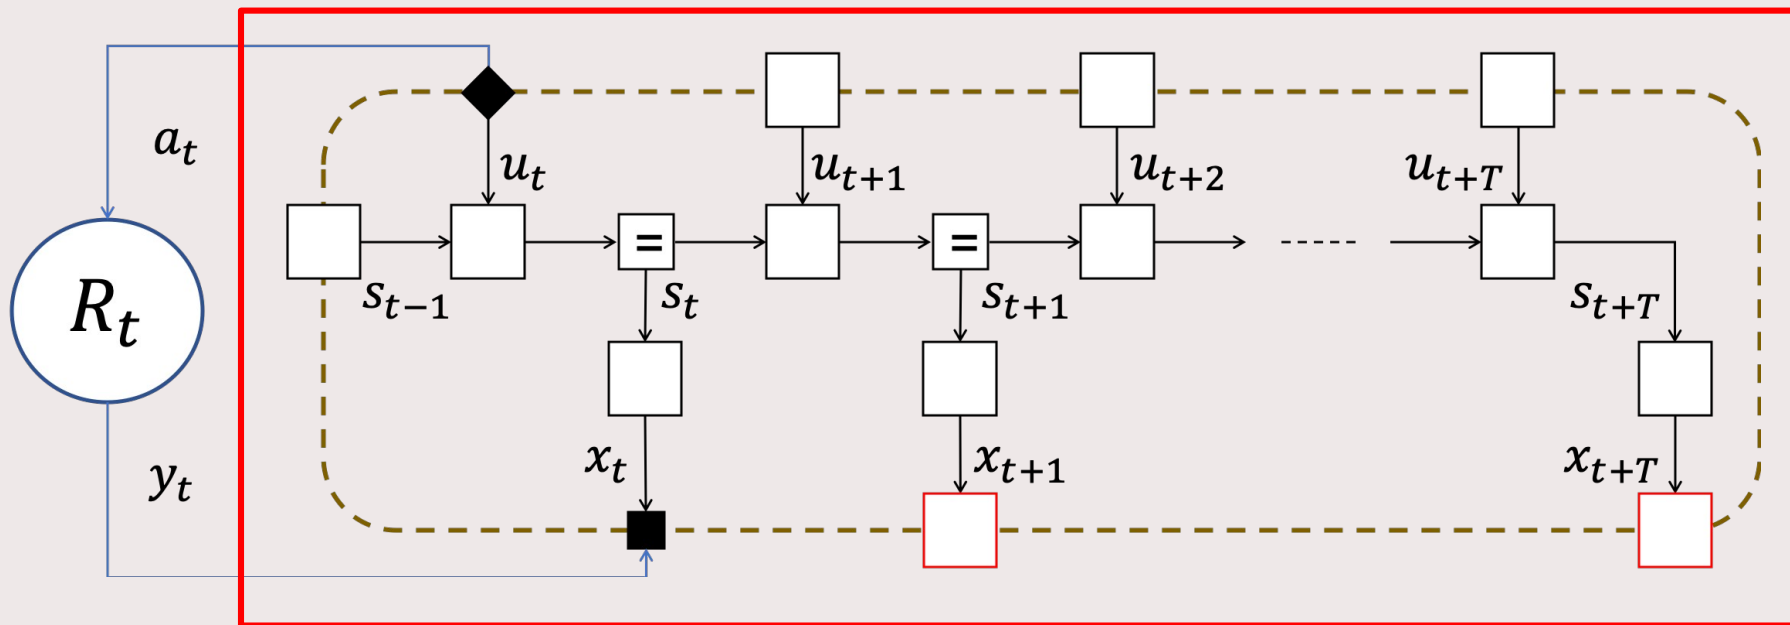 a_t
u_t
u_{t+1}
u_{t+2}
u_{t+T}
R_t
=
=
s_{t-1}
s_t
s_{t+1}
s_{t+T}
y_t
x_t
x_{t+1}
x_{t+T}